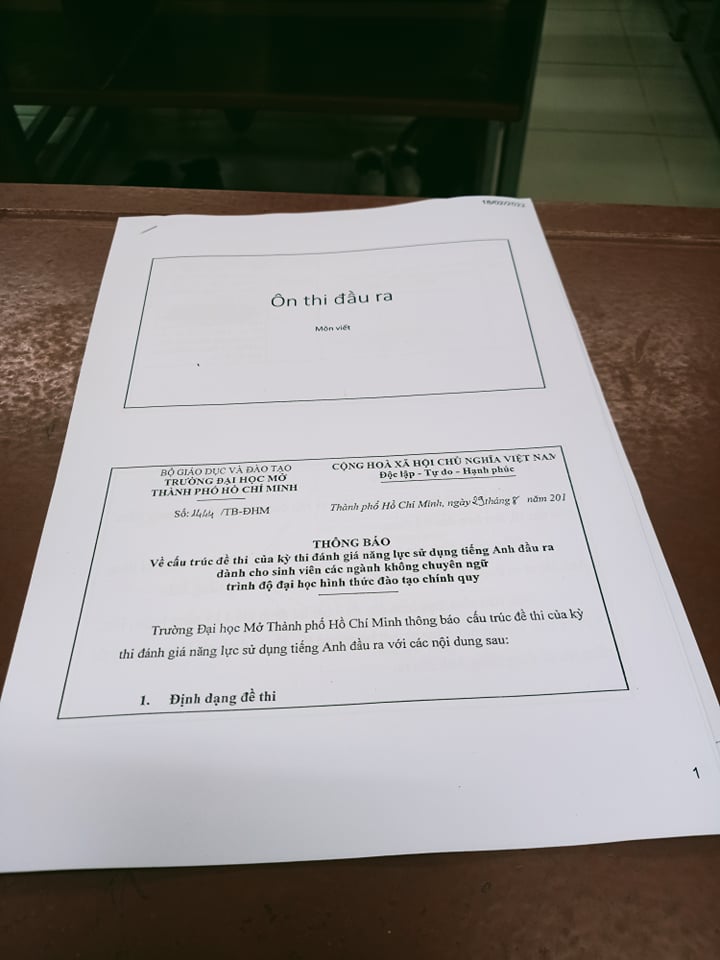 18/02/2022
Ôn thi đầu ra
Môn viết
BỘ GIÁO DỤC VÀ ĐÀO TẠO
TRƯỜNG ĐẠI HỌC MỞ
THÀNH PHỐ HỒ CHÍ MINH
Số: /TB-ĐHM
CỘNG HOÀ XÃ HỘI CHỦ NGHĨA VIỆT NAM
Độc lập - Tự do - Hạnh phúc
Thành phố Hồ Chí Minh, ngày 29 tháng 8 năm 201
THÔNG BÁO
Về cấu trúc đề thi của kỳ thi đánh giá năng lực sử dụng tiếng Anh đầu ra
dành cho sinh viên các ngành không chuyên ngữ
trình độ đại học hình thức đào tạo chính quy
Trường Đại học Mở Thành phố Hồ Chí Minh thông báo cấu trúc đề thi của kỳ
thi đánh giá năng lực sử dụng tiếng Anh đầu ra với các nội dung sau:
1. Định dạng đề thi
1